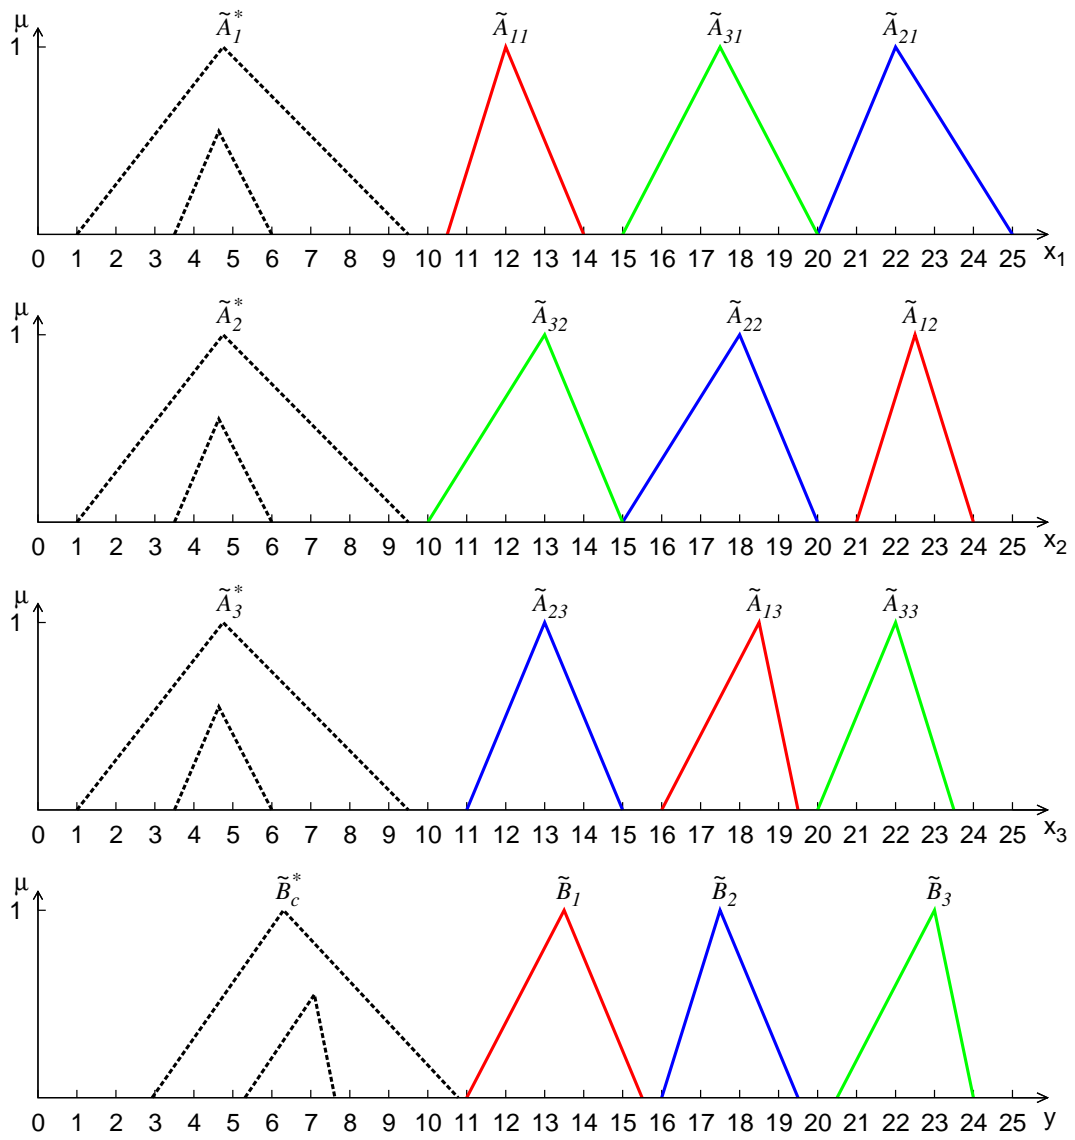 μ Ã₁* Ã₁₁ Ã₃₁ Ã₂₁
1
0 1 2 3 4 5 6 7 8 9 10 11 12 13 14 15 16 17 18 19 20 21 22 23 24 25 x₁
μ Ã₂* Ã₃₂ Ã₂₂ Ã₁₂
1
0 1 2 3 4 5 6 7 8 9 10 11 12 13 14 15 16 17 18 19 20 21 22 23 24 25 x₂
μ Ã₃* Ã₂₃ Ã₁₃ Ã₃₃
1
0 1 2 3 4 5 6 7 8 9 10 11 12 13 14 15 16 17 18 19 20 21 22 23 24 25 x₃
μ B̃c* B̃₁ B̃₂ B̃₃
1
0 1 2 3 4 5 6 7 8 9 10 11 12 13 14 15 16 17 18 19 20 21 22 23 24 25 y